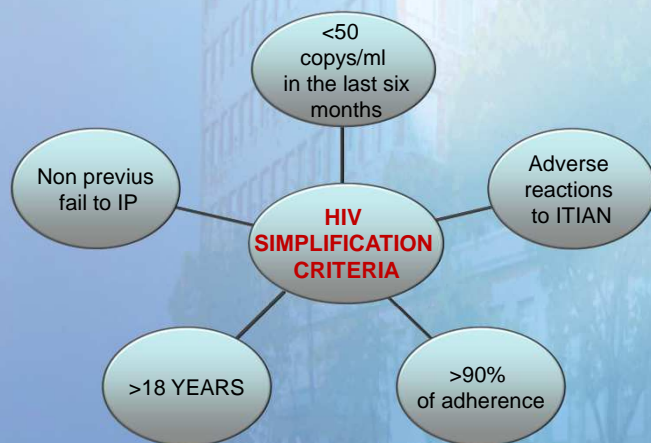 <50
copys/ml
in the last six
months
Non previus
fail to IP
Adverse
reactions
to ITIAN
HIV
SIMPLIFICATION
CRITERIA
>18 YEARS
>90%
of adherence